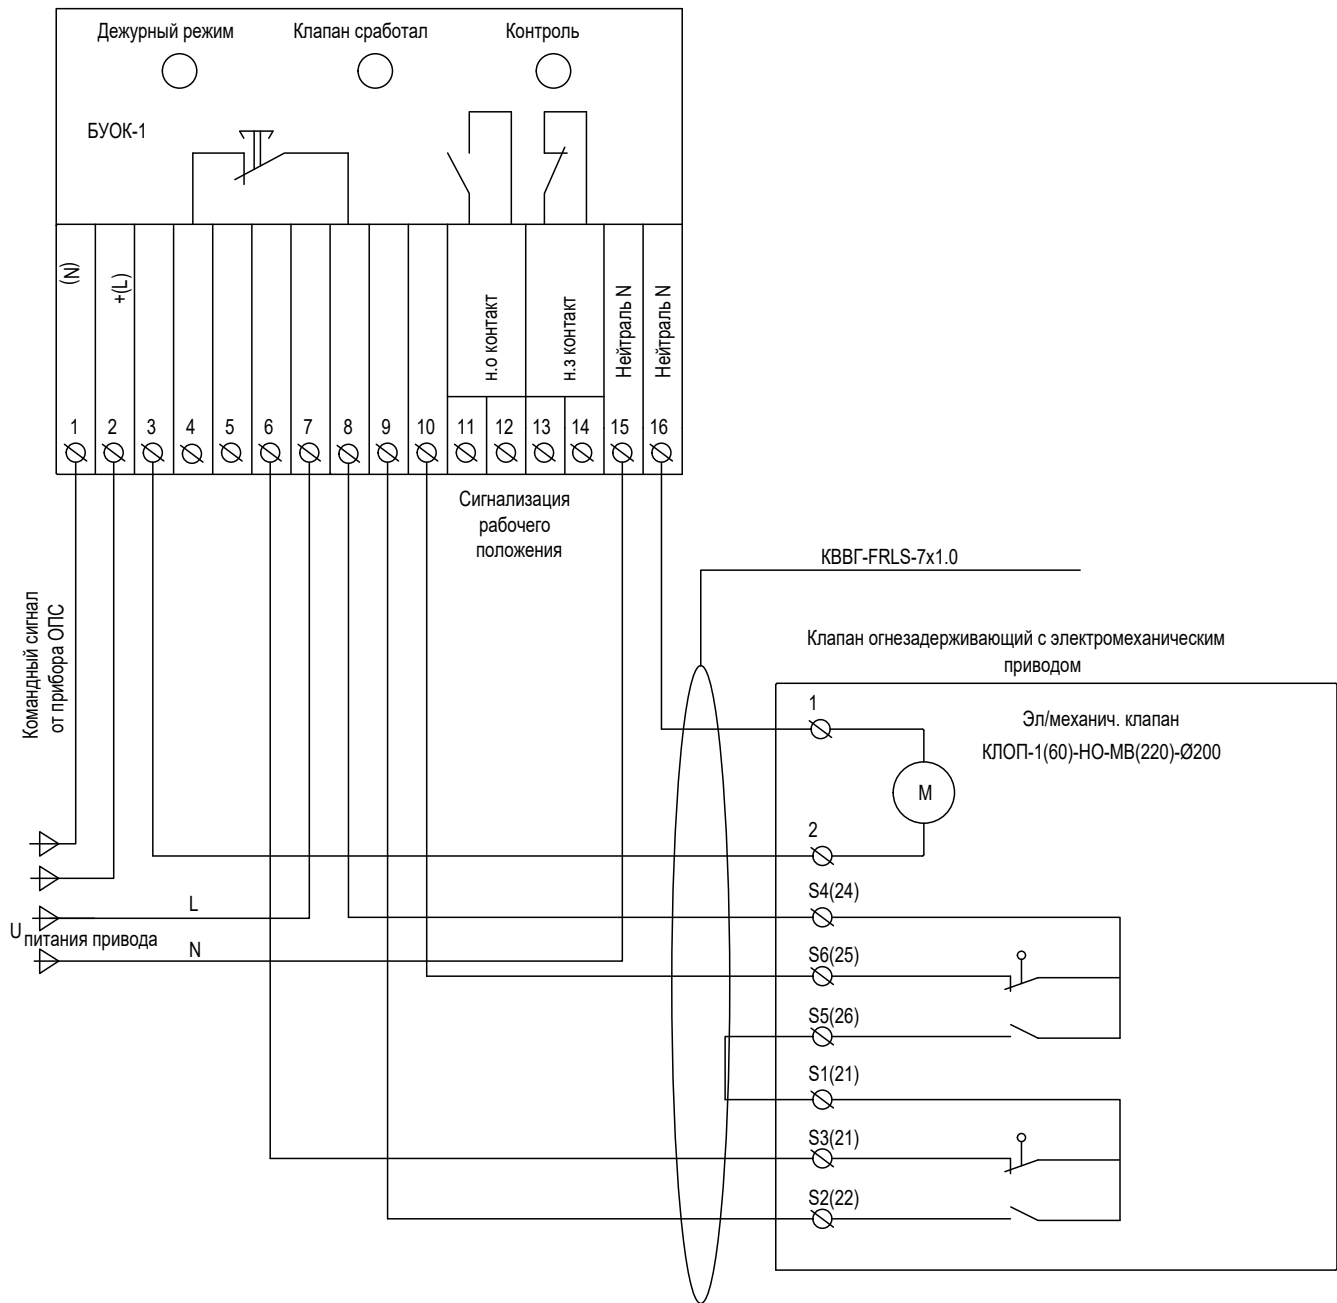 Дежурный режим
Клапан сработал
Контроль
БУОК-1
(N)
+(L)
н.о контакт
н.з контакт
Нейтраль N
Нейтраль N
1
2
3
4
5
6
7
8
9
10
11
12
13
14
15
16
Сигнализация
рабочего
положения
Командный сигнал
от прибора ОПС
КВВГ-FRLS-7x1.0
Клапан огнезадерживающий с электромеханическим
приводом
Эл/механич. клапан
КЛОП-1(60)-НО-МВ(220)-Ø200
1
M
2
L
U питания привода
N
S4(24)
S6(25)
S5(26)
S1(21)
S3(21)
S2(22)